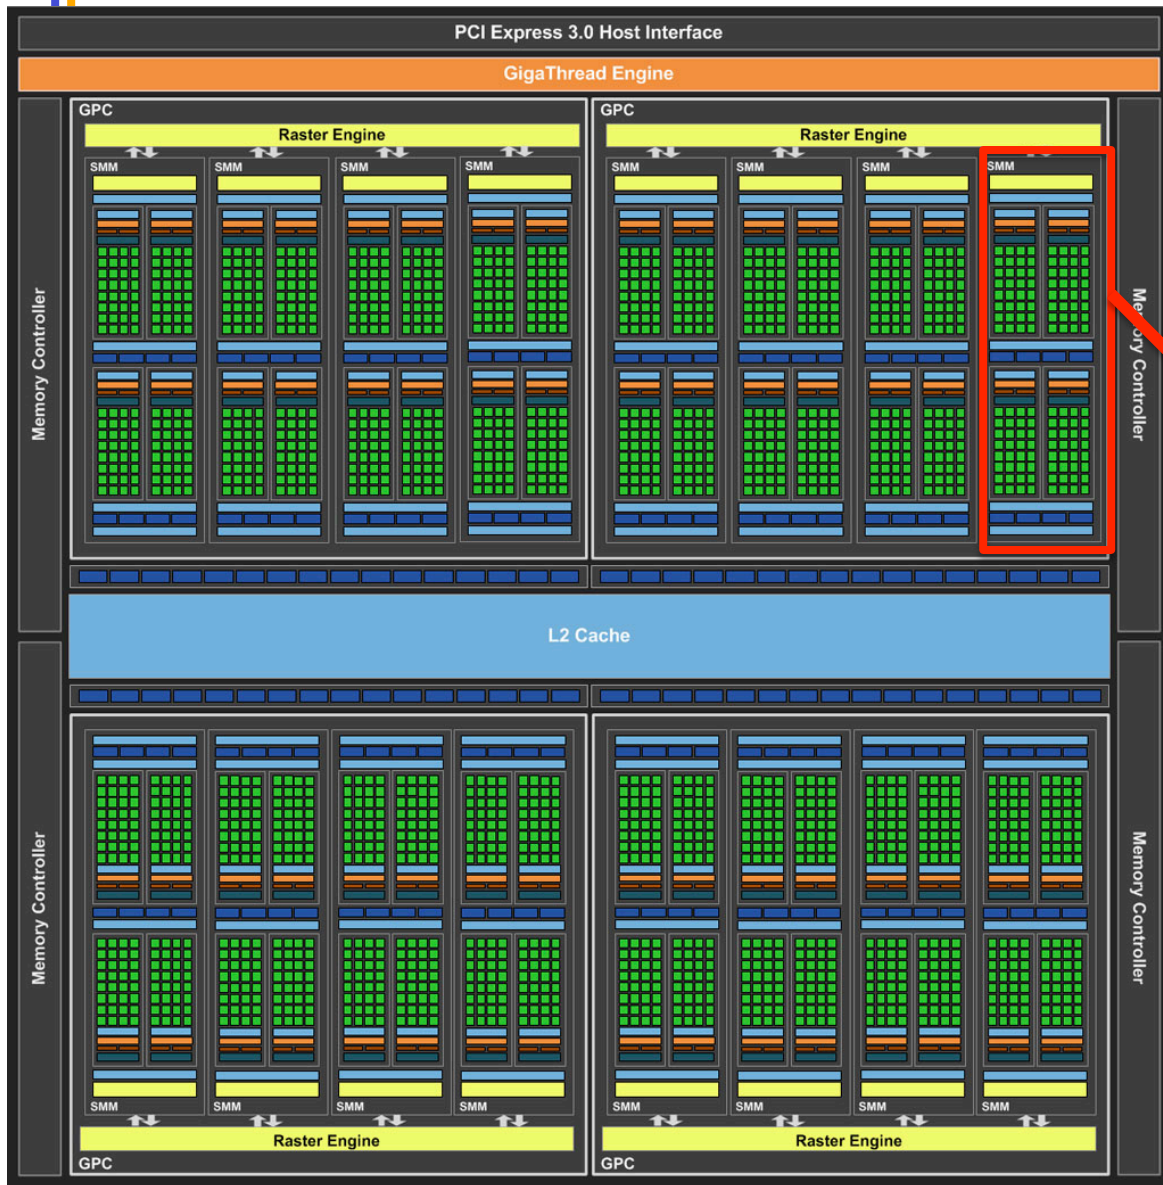 PCI Express 3.0 Host Interface
GigaThread Engine
GPC
GPC
Raster Engine
Raster Engine
SMM
SMM
SMM
SMM
SMM
SMM
SMM
SMM
Memory Controller
Memory Controller
L2 Cache
Memory Controller
Memory Controller
SMM
SMM
SMM
SMM
SMM
SMM
SMM
SMM
Raster Engine
Raster Engine
GPC
GPC